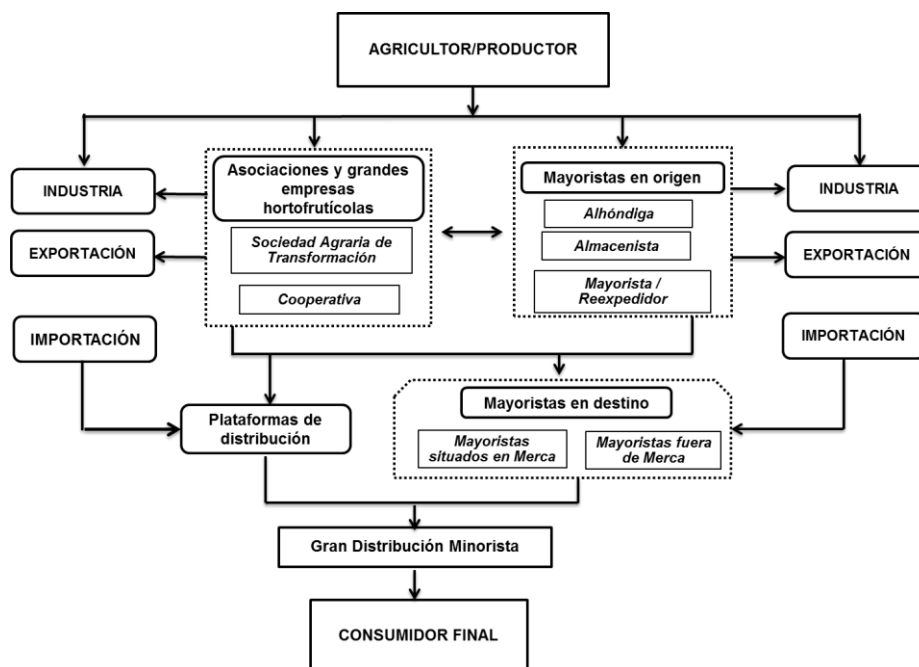 AGRICULTOR/PRODUCTOR
INDUSTRIA
Asociaciones y grandes
empresas
hortofrutícolas
Mayoristas en origen
INDUSTRIA
EXPORTACIÓN
Sociedad Agraria de
Transformación
Cooperativa
Alhóndiga
Almacenista
Mayorista /
Reexpedidor
EXPORTACIÓN
IMPORTACIÓN
IMPORTACIÓN
Plataformas de
distribución
Mayoristas en destino
Mayoristas
situados en Merca
Mayoristas fuera
de Merca
Gran Distribución Minorista
CONSUMIDOR FINAL